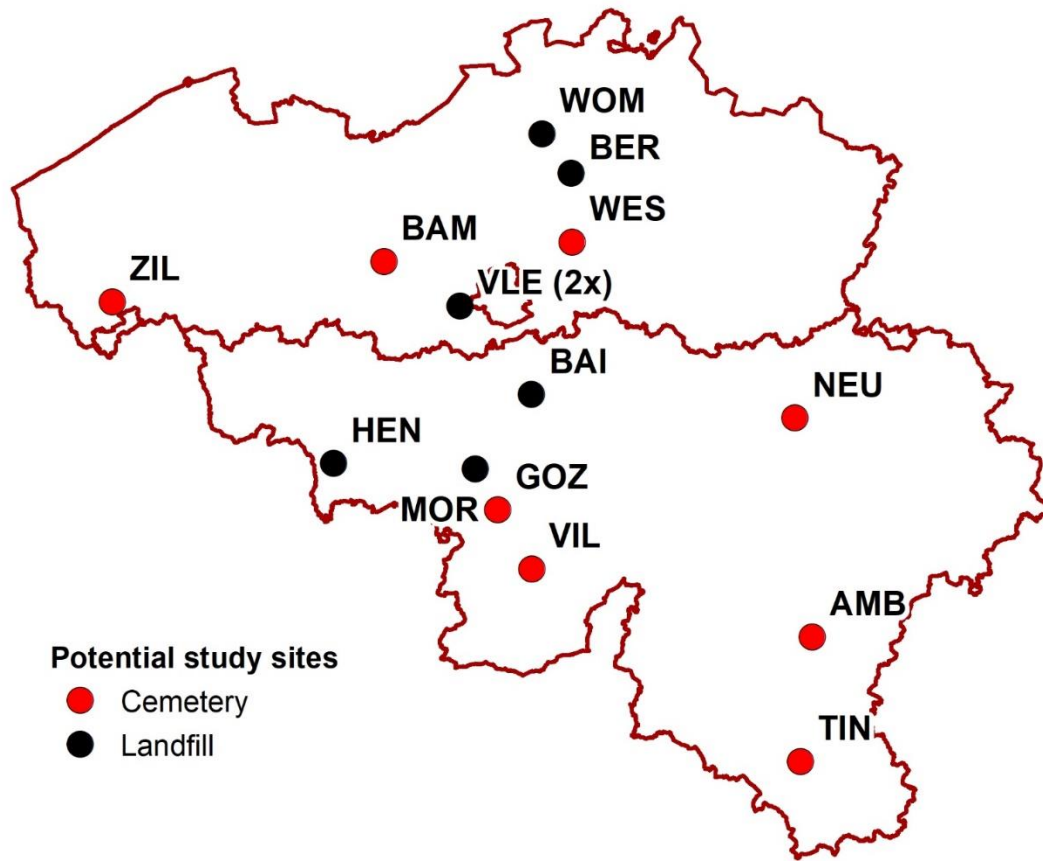 WOM
BER
WES
BAM
ZIL
VLE (2x)
BAI
NEU
HEN
GOZ
MOR
VIL
AMB
TIN
Potential study sites
Cemetery
Landfill